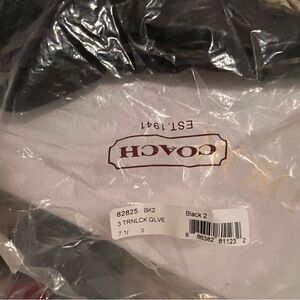 EST. 1941
COACH
82825 BK2
3 TRNLCK GLVE
7 1/ 2
Black 2
8 86382 81123 2